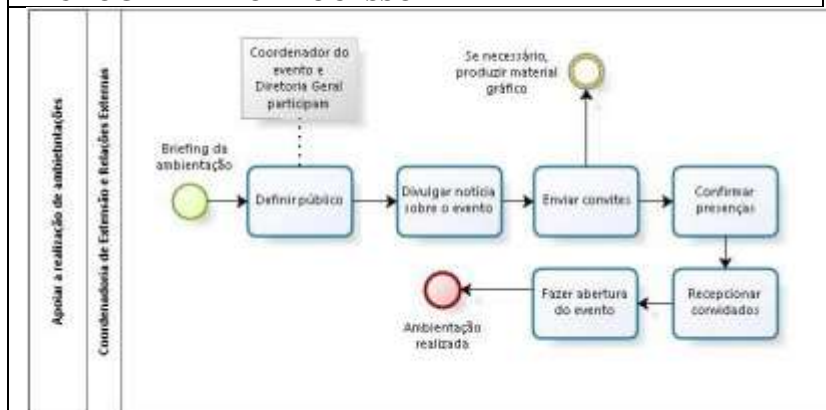 Apoiar a realização de ambientações
Coordenadoria de Extensão e Relações Externas
Coordenador do
evento e
Diretoria Geral
participam
Briefing da
ambientação
Definir público
Divulgar notícia
sobre o evento
Enviar convites
Se necessário,
produzir material
gráfico
Confirmar
presenças
Recepcionar
convidados
Fazer abertura
do evento
Ambientação
realizada